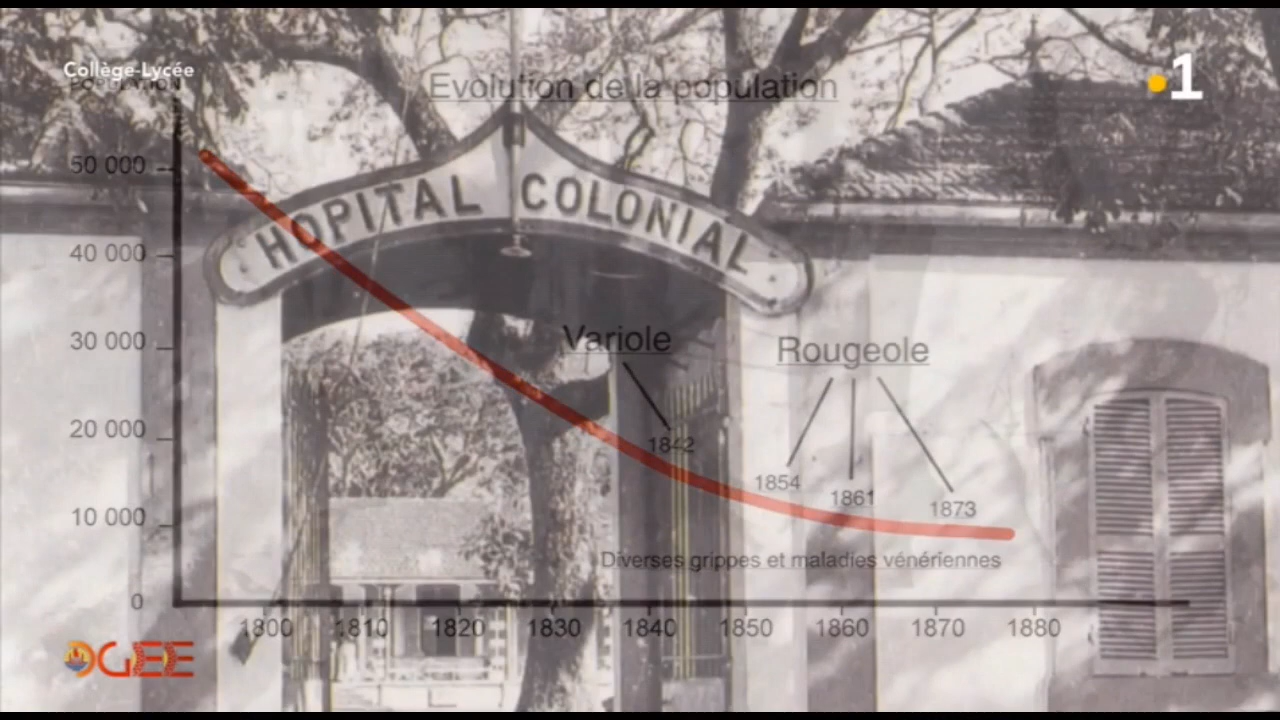 Collège-Lycée
POPULATION
Evolution de la population
1
50 000
40 000
30 000
20 000
10 000
0
HOPITAL COLONIAL
Variole
Rougeole
1842
1854
1861
1873
Diverses grippes et maladies vénériennes
1800 1810 1820 1830 1840 1850 1860 1870 1880
OGEE